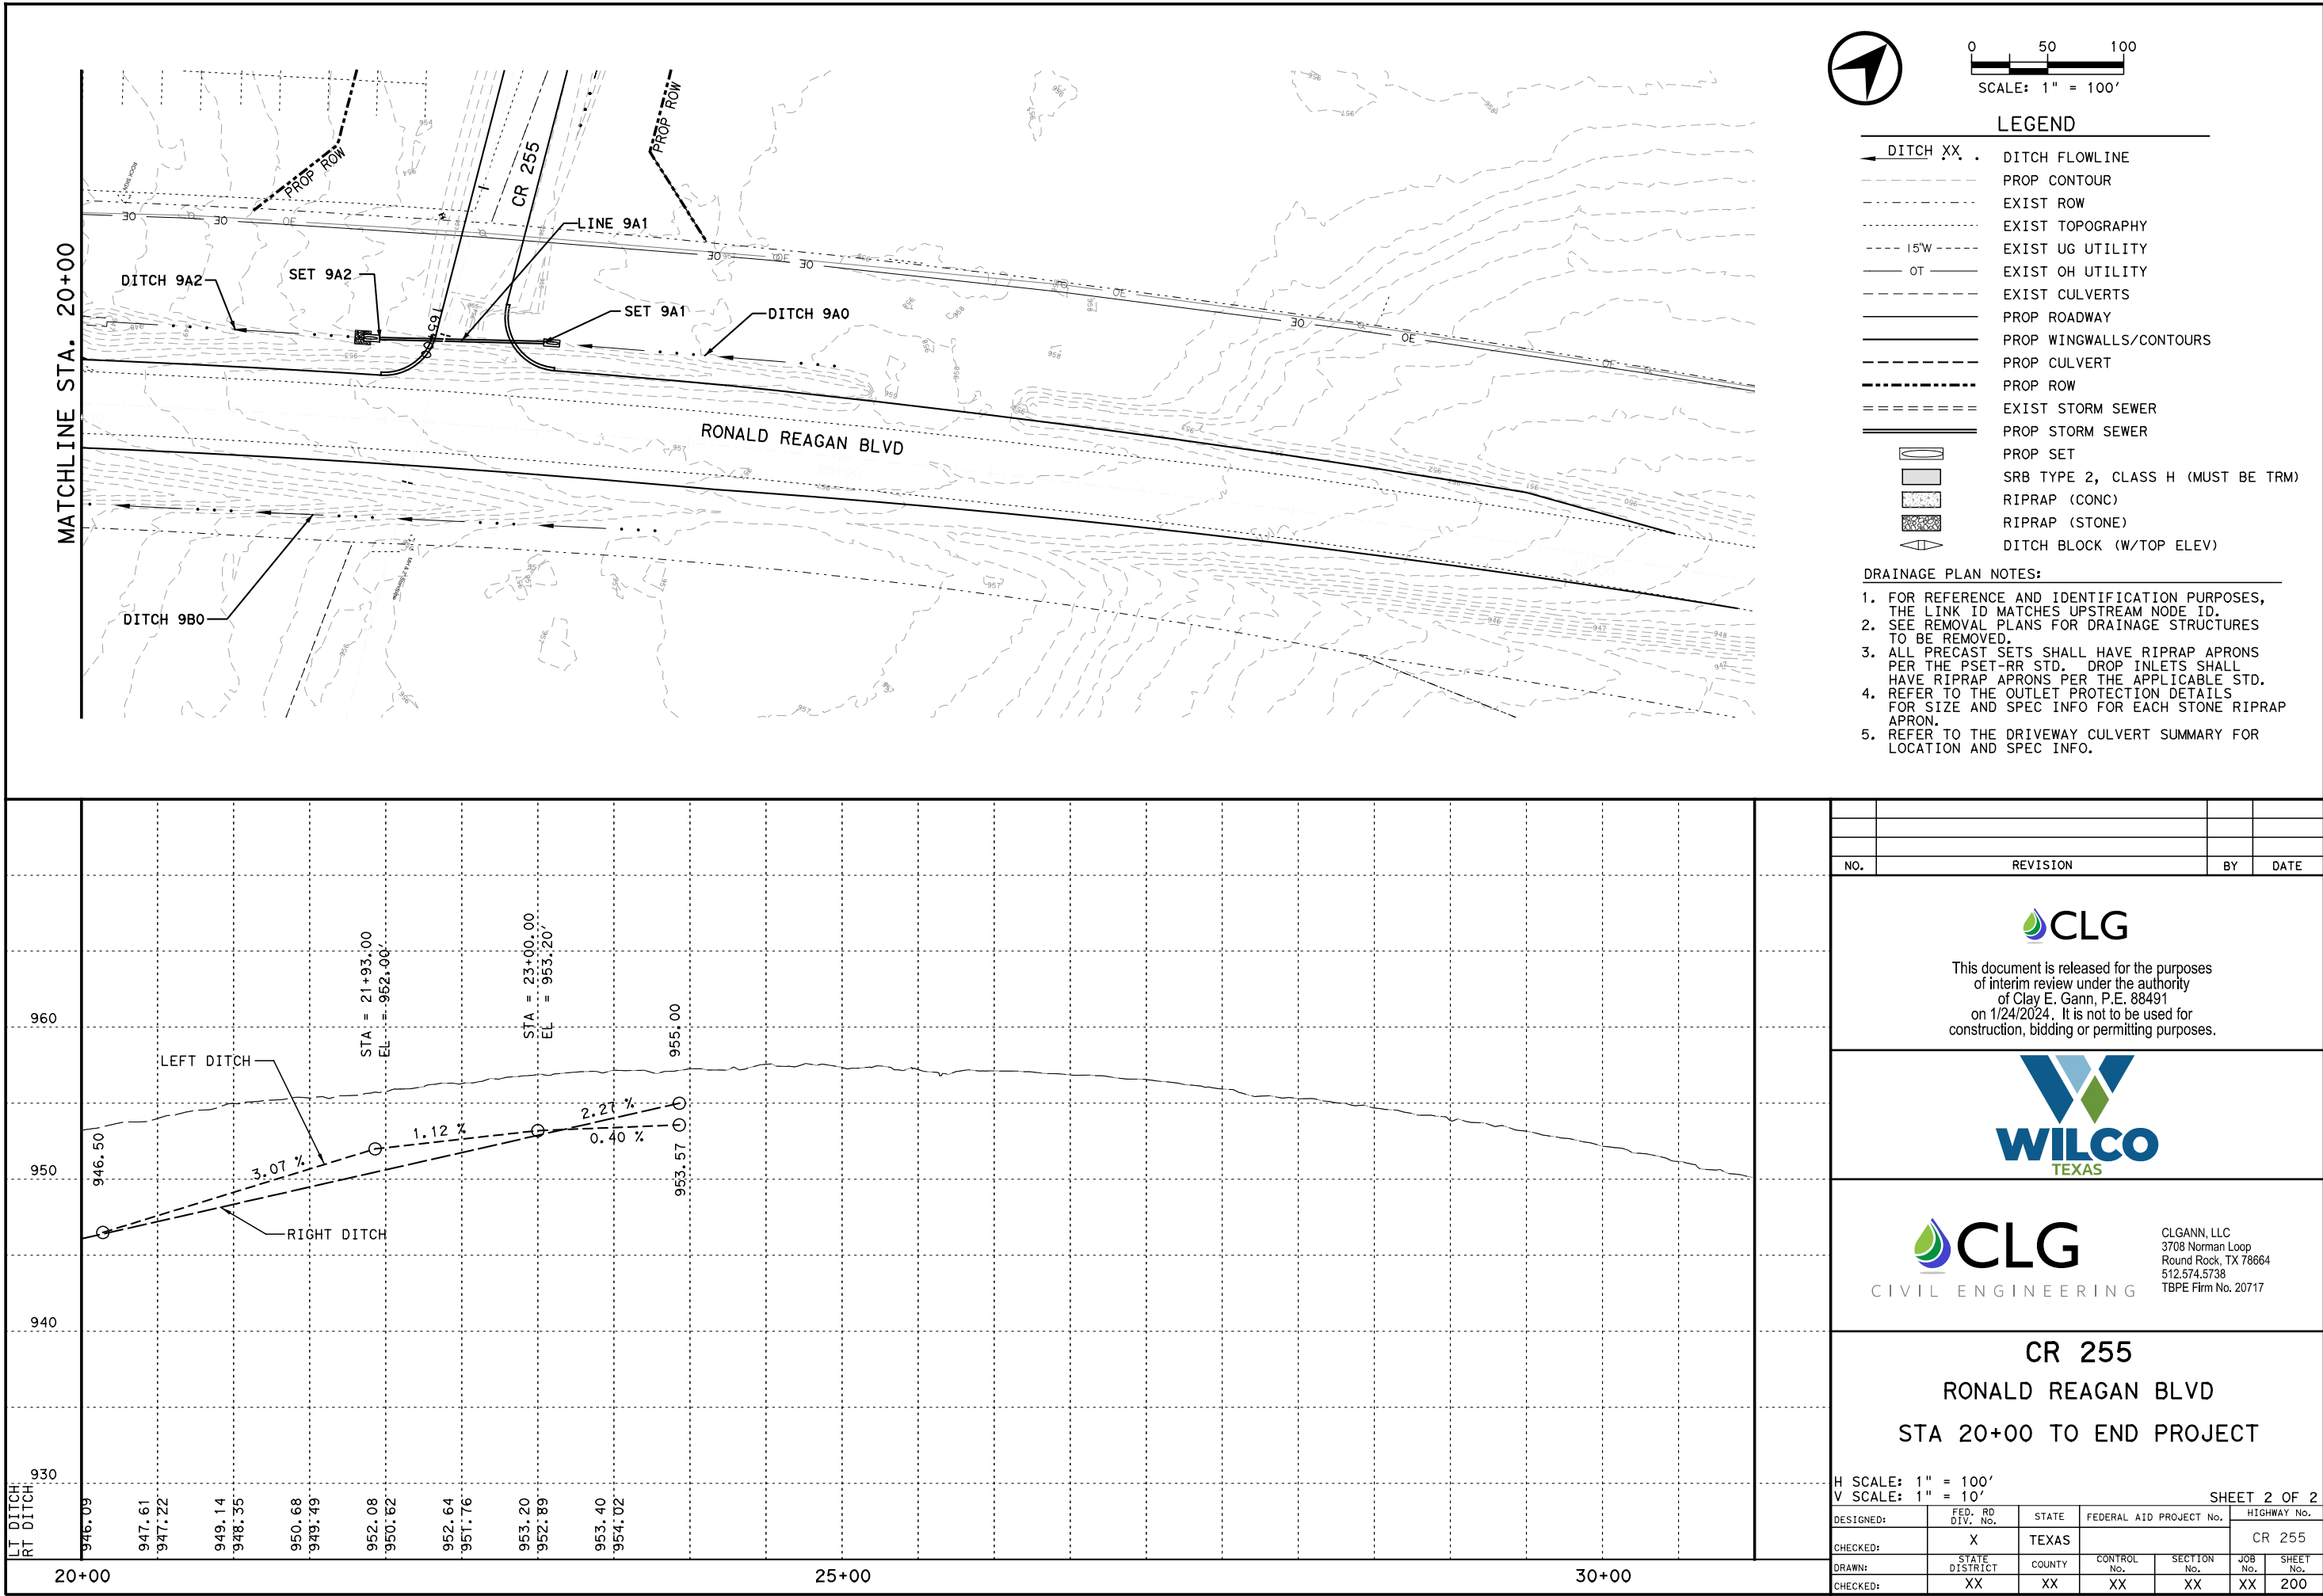 MATCHLINE STA. 20+00
PROP ROW
PROP ROW
CR 255
LINE 9A1
DITCH 9A2
SET 9A2
SET 9A1
DITCH 9A0
RONALD REAGAN BLVD
DITCH 9B0
OE
OE
OE
OE
OE
0 50 100
SCALE: 1" = 100'
LEGEND
DITCH XX DITCH FLOWLINE
PROP CONTOUR
EXIST ROW
EXIST TOPOGRAPHY
15"W EXIST UG UTILITY
OT EXIST OH UTILITY
EXIST CULVERTS
PROP ROADWAY
PROP WINGWALLS/CONTOURS
PROP CULVERT
PROP ROW
EXIST STORM SEWER
PROP STORM SEWER
PROP SET
SRB TYPE 2, CLASS H (MUST BE TRM)
RIPRAP (CONC)
RIPRAP (STONE)
DITCH BLOCK (W/TOP ELEV)
DRAINAGE PLAN NOTES:
1. FOR REFERENCE AND IDENTIFICATION PURPOSES,
THE LINK ID MATCHES UPSTREAM NODE ID.
2. SEE REMOVAL PLANS FOR DRAINAGE STRUCTURES
TO BE REMOVED.
3. ALL PRECAST SETS SHALL HAVE RIPRAP APRONS
PER THE PSET-RR STD. DROP INLETS SHALL
HAVE RIPRAP APRONS PER THE APPLICABLE STD.
4. REFER TO THE OUTLET PROTECTION DETAILS
FOR SIZE AND SPEC INFO FOR EACH STONE RIPRAP
APRON.
5. REFER TO THE DRIVEWAY CULVERT SUMMARY FOR
LOCATION AND SPEC INFO.
960
950
940
930
LEFT DITCH
RIGHT DITCH
946.50
STA = 21+93.00
EL = 952.00'
STA = 23+00.00
EL = 953.20'
955.00
953.57
3.07 %
1.12 %
2.27 %
0.40 %
LT DITCH
RT DITCH
946.09
947.61
947.22
949.14
948.35
950.68
949.49
952.08
950.62
952.64
951.76
953.20
952.89
953.40
954.02
20+00
25+00
30+00
NO. REVISION BY DATE
CLG
This document is released for the purposes
of interim review under the authority
of Clay E. Gann, P.E. 88491
on 1/24/2024. It is not to be used for
construction, bidding or permitting purposes.
WILCO
TEXAS
CLG
CIVIL ENGINEERING
CLGANN, LLC
3708 Norman Loop
Round Rock, TX 78664
512.574.5738
TBPE Firm No. 20717
CR 255
RONALD REAGAN BLVD
STA 20+00 TO END PROJECT
H SCALE: 1" = 100'
V SCALE: 1" = 10'
SHEET 2 OF 2
DESIGNED: FED. RD DIV. No. STATE FEDERAL AID PROJECT No. HIGHWAY No.
CHECKED: X TEXAS CR 255
DRAWN: STATE DISTRICT COUNTY CONTROL No. SECTION No. JOB No. SHEET No.
CHECKED: XX XX XX XX XX 200